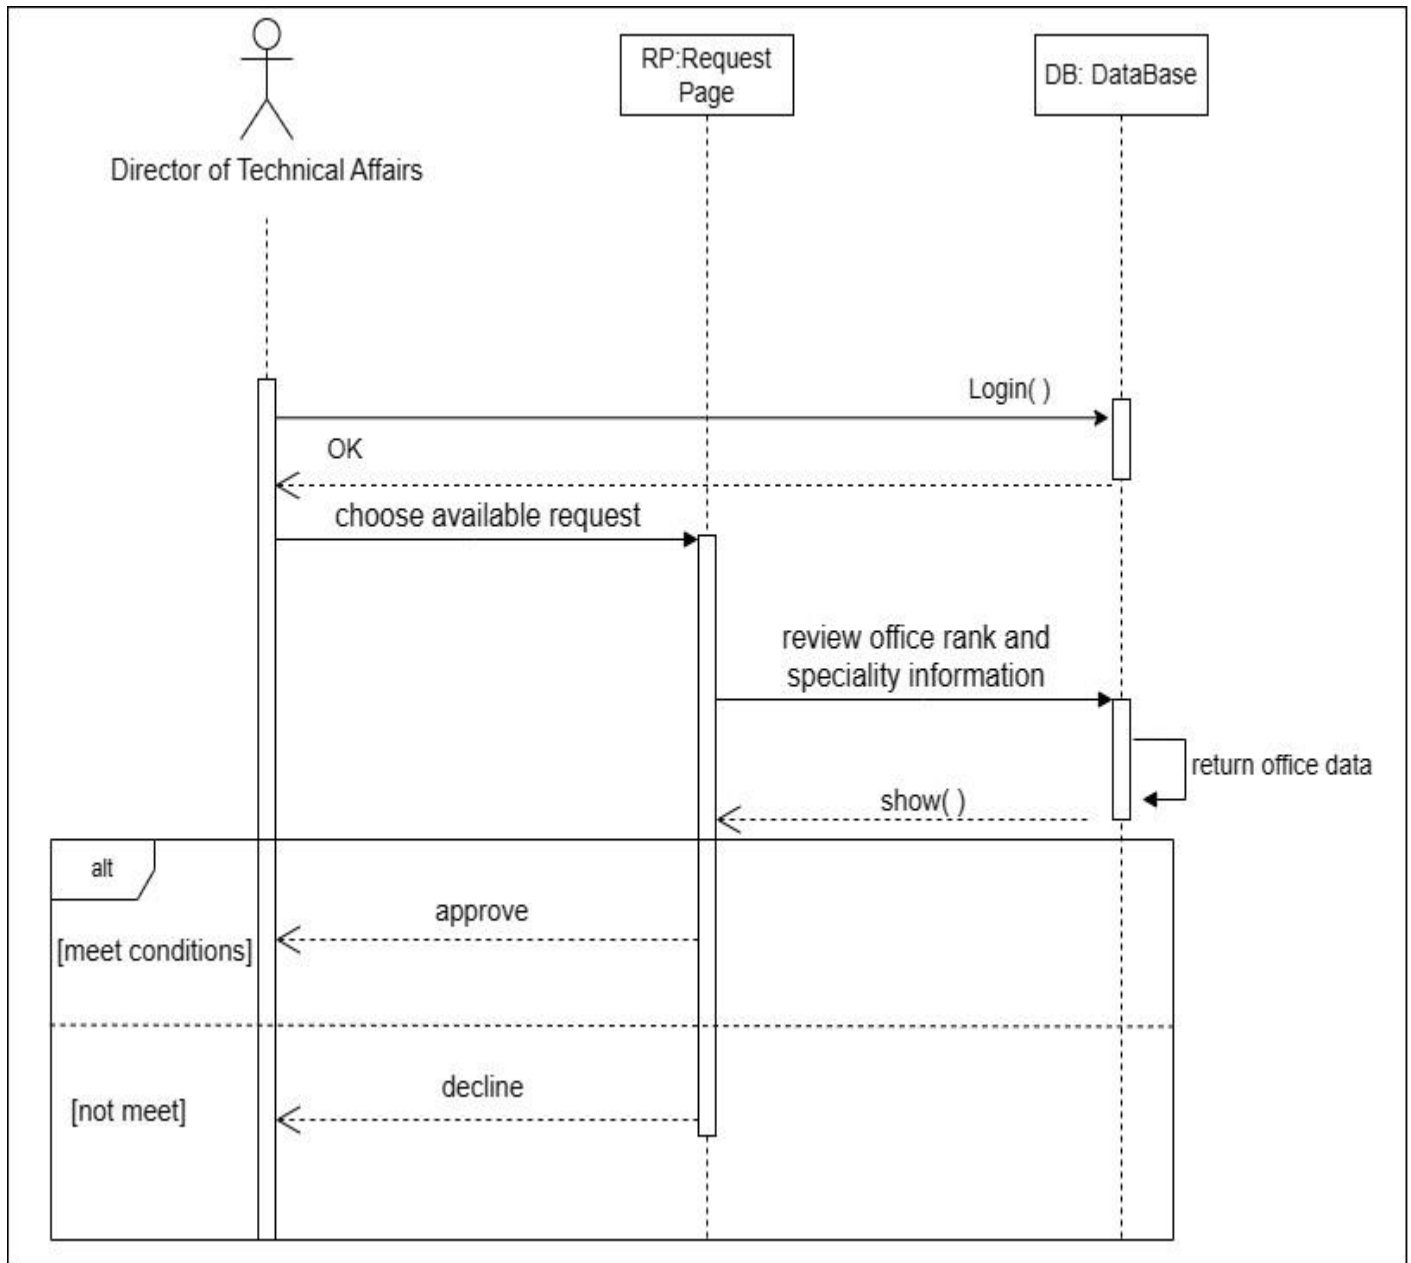 RP:Request
Page
DB: DataBase
Director of Technical Affairs
Login( )
OK
choose available request
review office rank and
speciality information
return office data
show( )
alt
approve
[meet conditions]
decline
[not meet]